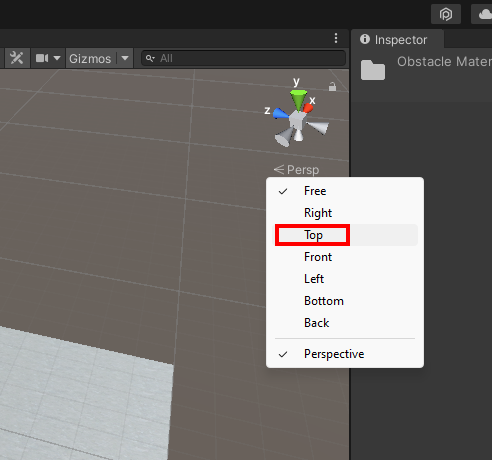 Inspector
Gizmos
All
Obstacle Mater
y
x
z
Persp
Free
Right
Top
Front
Left
Bottom
Back
Perspective